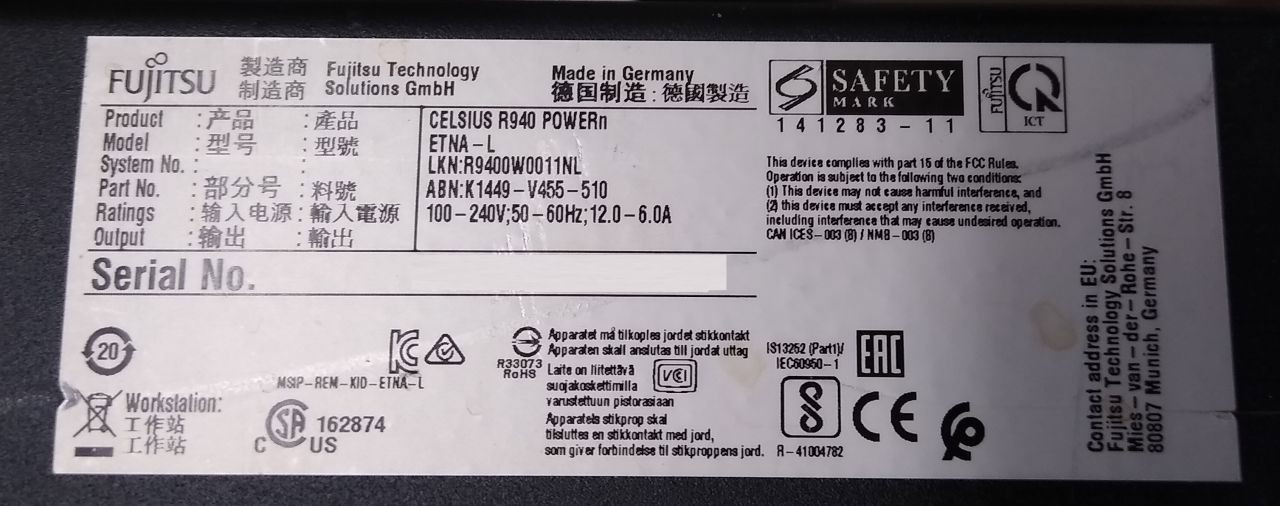 FUJITSU 製造商 Fujitsu Technology Made in Germany
制造商 Solutions GmbH 德国制造 : 德國製造
Product : 产品 : 產品 CELSIUS R940 POWERn
Model : 型号 : 型號 ETNA-L
System No. : : LKN:R9400W0011NL
Part No. : 部分号 : 料號 ABN:K1449-V455-510
Ratings : 输入电源 : 輸入電源 100-240V;50-60Hz;12.0-6.0A
Output : 输出 : 輸出
Serial No.
SAFETY
MARK
141283-11
FUJITSU
ICT
This device complies with part 15 of the FCC Rules.
Operation is subject to the following two conditions:
(1) This device may not cause harmful interference, and
(2) this device must accept any interference received,
including interference that may cause undesired operation.
CAN ICES-003 (B) / NMB-003 (B)
20
KC
MSIP-REM-KID-ETNA-L
Workstation:
工作站
工作站
C SA US 162874
R33073
RoHS
Apparatet må tilkoples jordet stikkontakt
Apparaten skall anslutas till jordat uttag
Laite on liitettävä
suojakoskettimilla
varustettuun pistorasiaan
VCI
Apparatets stikprop skal
tilsluttes en stikkontakt med jord,
som giver forbindelse til stikproppens jord.
IS13252 (Part1)/
IEC60950-1
EAC
R-41004782
CE
Contact address in EU:
Fujitsu Technology Solutions GmbH
Mies-van-der-Rohe-Str. 8
80807 Munich, Germany